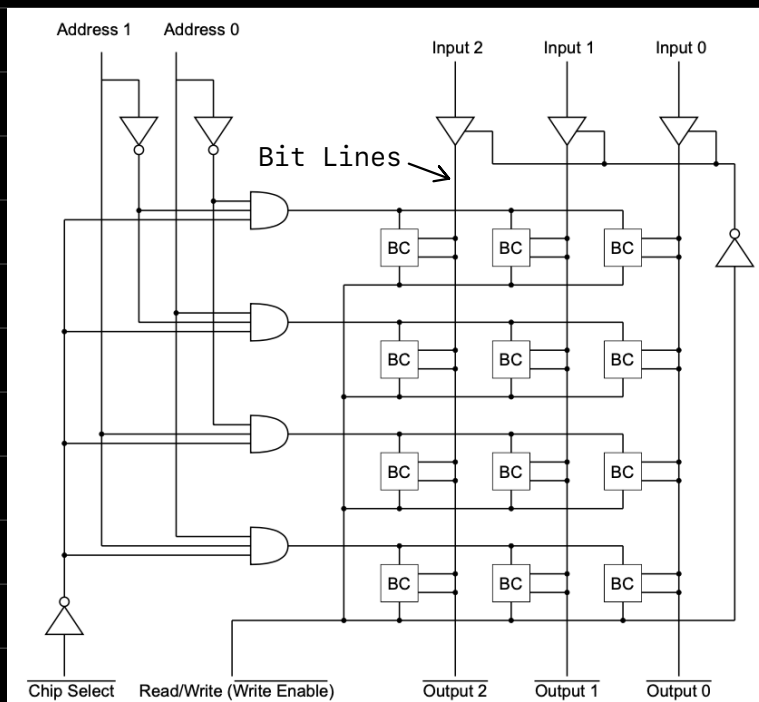 Address 1 Address 0
Input 2 Input 1 Input 0
Bit Lines
BC BC BC
BC BC BC
BC BC BC
BC BC BC
Chip Select Read/Write (Write Enable) Output 2 Output 1 Output 0